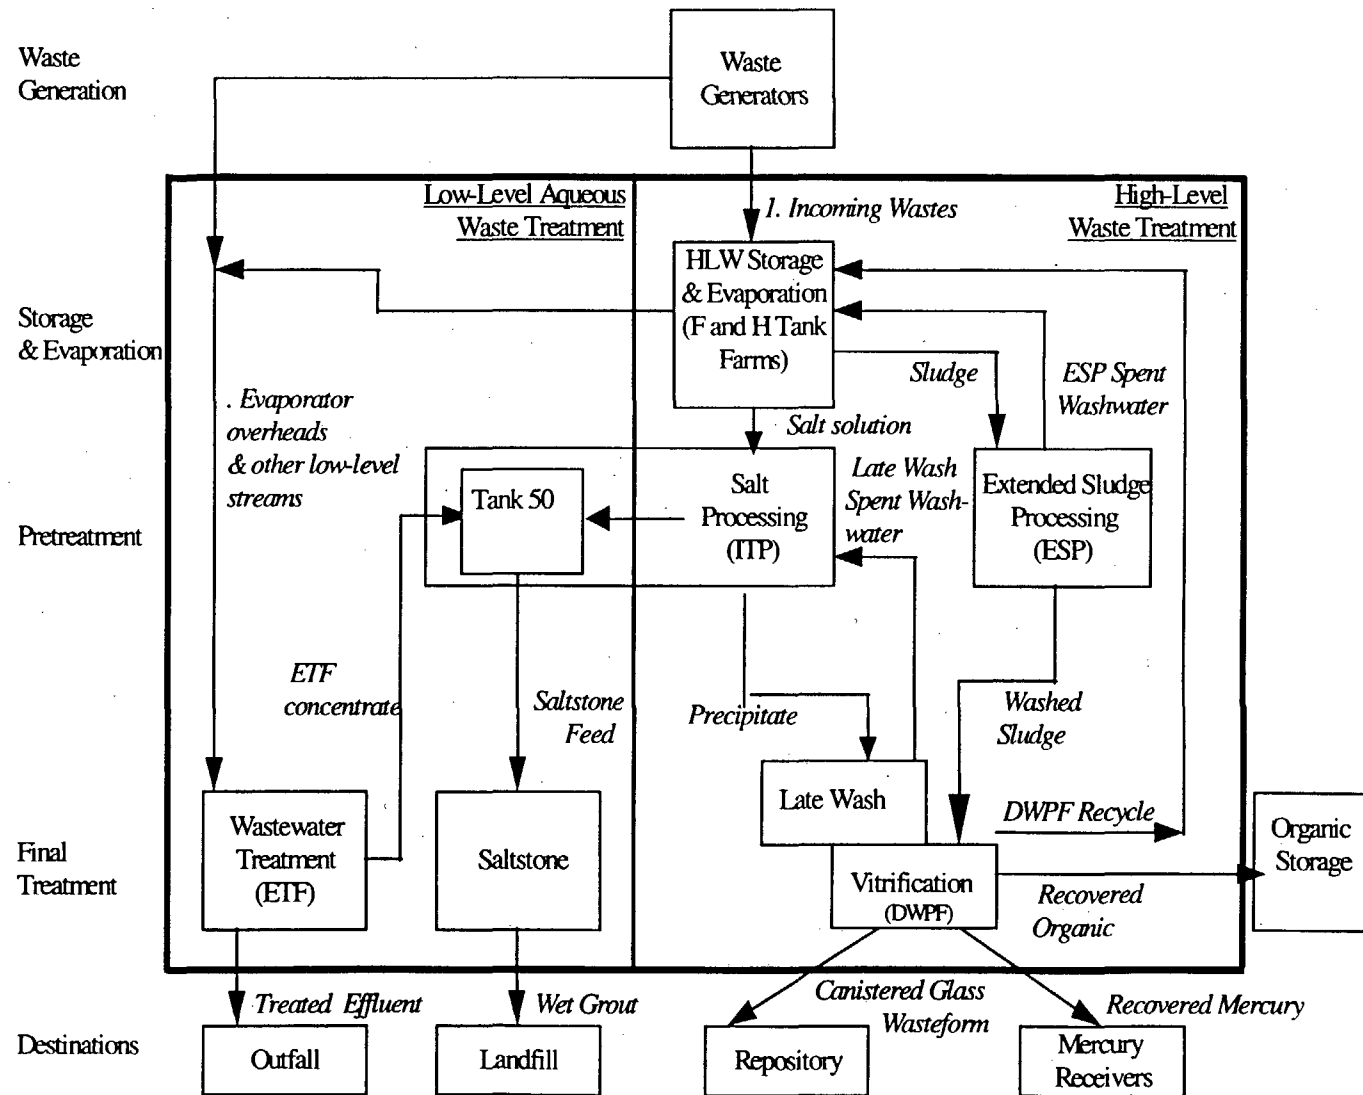 Waste
Generation
Waste
Generators
Low-Level Aqueous
Waste Treatment
1. Incoming Wastes
High-Level
Waste Treatment
HLW Storage
& Evaporation
(F and H Tank
Farms)
Storage
& Evaporation
Sludge
ESP Spent
Washwater
. Evaporator
overheads
& other low-level
streams
Salt solution
Tank 50
Salt
Processing
(ITP)
Late Wash
Spent Wash-
water
Extended Sludge
Processing
(ESP)
Pretreatment
ETF
concentrate
Saltstone
Feed
Precipitate
Washed
Sludge
Late Wash
DWPF Recycle
Organic
Storage
Final
Treatment
Wastewater
Treatment
(ETF)
Saltstone
Vitrification
(DWPF)
Recovered
Organic
Treated Effluent
Wet Grout
Canistered Glass
Wasteform
Recovered Mercury
Destinations
Outfall
Landfill
Repository
Mercury
Receivers